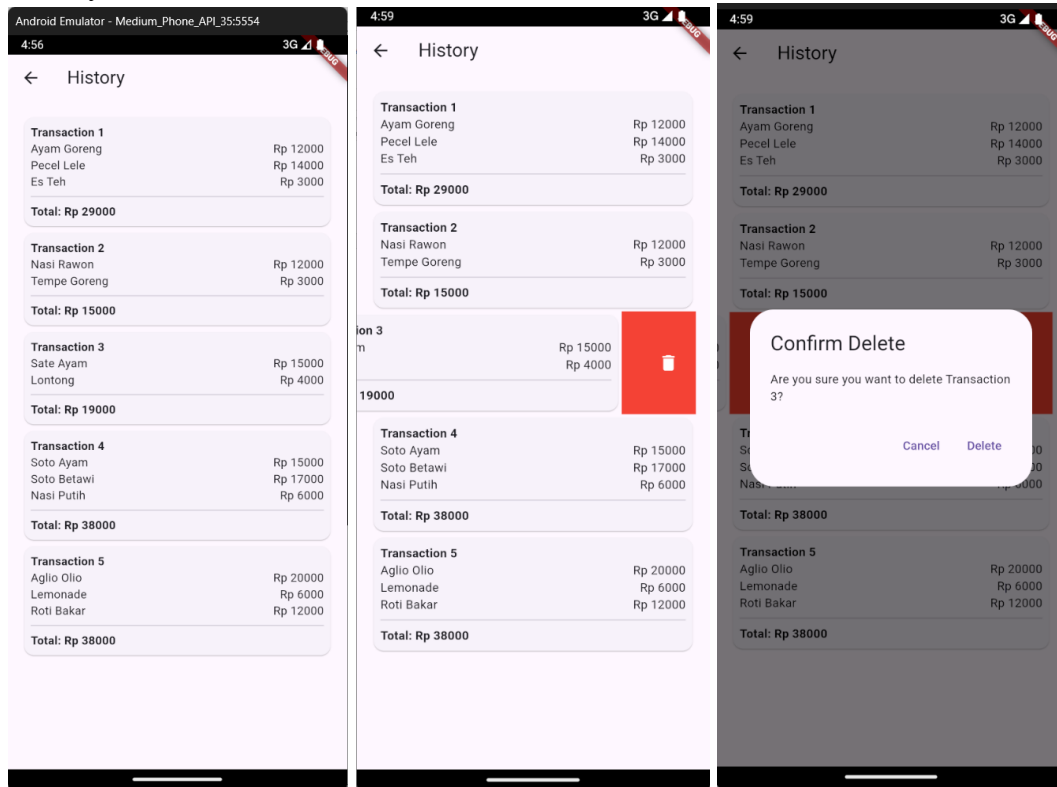 Android Emulator - Medium_Phone_API_35:5554
4:56 3G DEBUG
History
Transaction 1
Ayam Goreng Rp 12000
Pecel Lele Rp 14000
Es Teh Rp 3000
Total: Rp 29000
Transaction 2
Nasi Rawon Rp 12000
Tempe Goreng Rp 3000
Total: Rp 15000
Transaction 3
Sate Ayam Rp 15000
Lontong Rp 4000
Total: Rp 19000
Transaction 4
Soto Ayam Rp 15000
Soto Betawi Rp 17000
Nasi Putih Rp 6000
Total: Rp 38000
Transaction 5
Aglio Olio Rp 20000
Lemonade Rp 6000
Roti Bakar Rp 12000
Total: Rp 38000
4:59 3G DEBUG
History
Transaction 1
Ayam Goreng Rp 12000
Pecel Lele Rp 14000
Es Teh Rp 3000
Total: Rp 29000
Transaction 2
Nasi Rawon Rp 12000
Tempe Goreng Rp 3000
Total: Rp 15000
ion 3
m Rp 15000
Rp 4000
19000
Transaction 4
Soto Ayam Rp 15000
Soto Betawi Rp 17000
Nasi Putih Rp 6000
Total: Rp 38000
Transaction 5
Aglio Olio Rp 20000
Lemonade Rp 6000
Roti Bakar Rp 12000
Total: Rp 38000
4:59 3G DEBUG
History
Transaction 1
Ayam Goreng Rp 12000
Pecel Lele Rp 14000
Es Teh Rp 3000
Total: Rp 29000
Transaction 2
Nasi Rawon Rp 12000
Tempe Goreng Rp 3000
Total: Rp 15000
Confirm Delete
Are you sure you want to delete Transaction
3?
Cancel Delete
Total: Rp 38000
Transaction 5
Aglio Olio Rp 20000
Lemonade Rp 6000
Roti Bakar Rp 12000
Total: Rp 38000